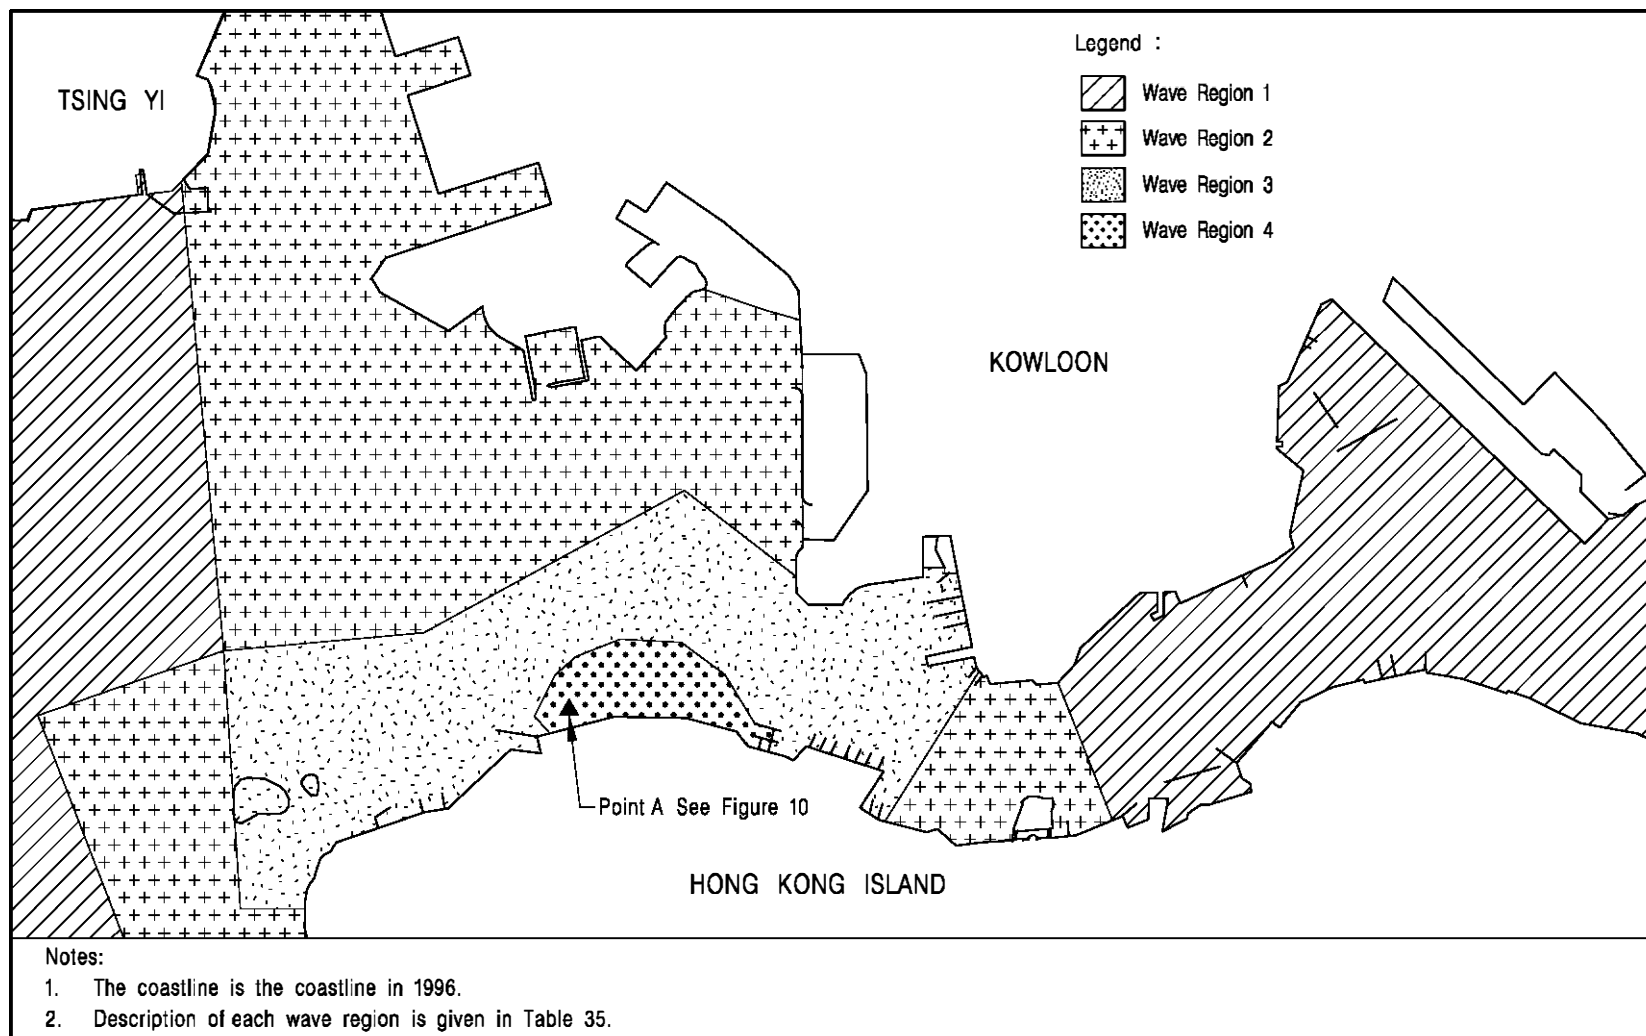 Legend :
TSING YI
Wave Region 1
Wave Region 2
Wave Region 3
Wave Region 4
KOWLOON
Point A See Figure 10
HONG KONG ISLAND
Notes:
1. The coastline is the coastline in 1996.
2. Description of each wave region is given in Table 35.